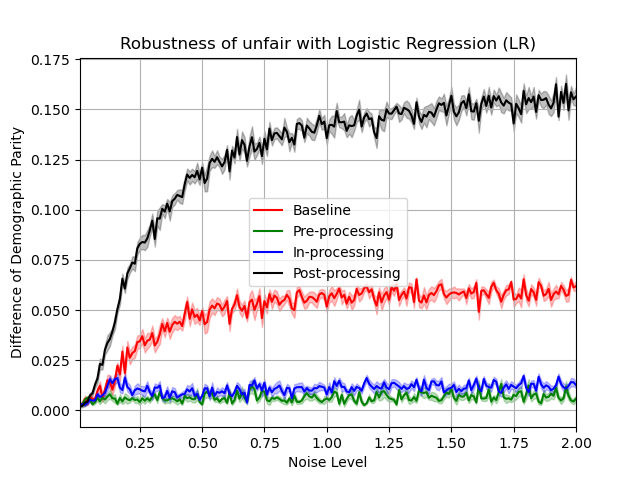 Robustness of unfair with Logistic Regression (LR)
Difference of Demographic Parity
0.175
0.150
0.125
0.100
0.075
0.050
0.025
0.000
Baseline
Pre-processing
In-processing
Post-processing
0.25 0.50 0.75 1.00 1.25 1.50 1.75 2.00
Noise Level